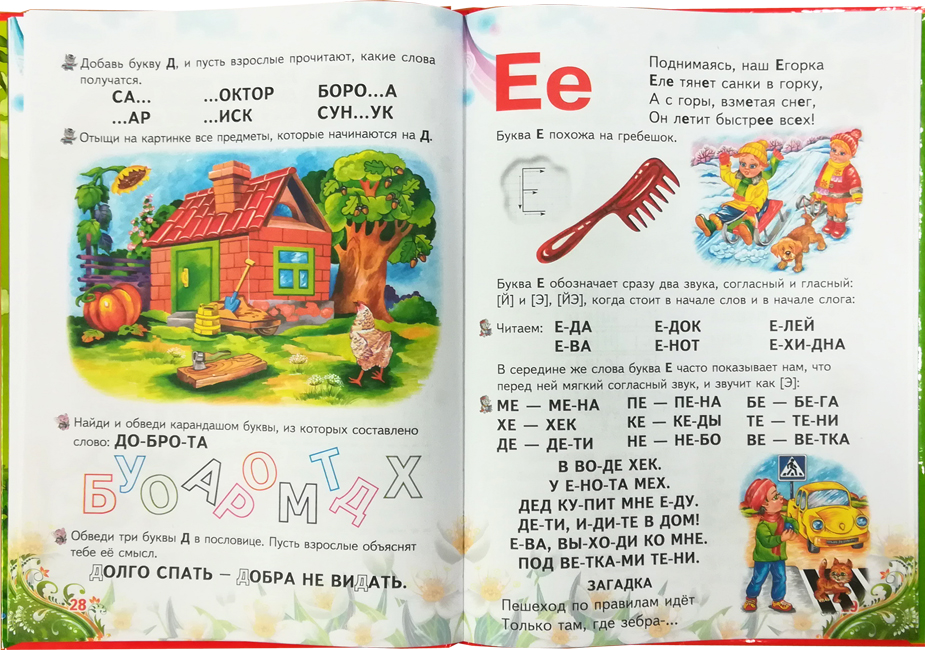 Добавь букву Д, и пусть взрослые прочитают, какие слова
получатся.
СА... ...ОКТОР БОРО...А
...АР ...ИСК СУН...УК
Отыщи на картинке все предметы, которые начинаются на Д.
Найди и обведи карандашом буквы, из которых составлено
слово: ДО-БРО-ТА
Б У О А Р О М Т Д Х
Обведи три буквы Д в пословице. Пусть взрослые объяснят
тебе её смысл.
ДОЛГО СПАТЬ — ДОБРА НЕ ВИДАТЬ.
28
Ее
Поднимаясь, наш Егорка
Еле тянет санки в горку,
А с горы, взметая снег,
Он летит быстрее всех!
Буква Е похожа на гребешок.
Е
Буква Е обозначает сразу два звука, согласный и гласный:
[Й] и [Э], [ЙЭ], когда стоит в начале слов и в начале слога:
Читаем: Е-ДА Е-ДОК Е-ЛЕЙ
Е-ВА Е-НОТ Е-ХИ-ДНА
В середине же слова буква Е часто показывает нам, что
перед ней мягкий согласный звук, и звучит как [Э]:
МЕ — МЕ-НА ПЕ — ПЕ-НА БЕ — БЕ-ГА
ХЕ — ХЕК КЕ — КЕ-ДЫ ТЕ — ТЕ-НИ
ДЕ — ДЕ-ТИ НЕ — НЕ-БО ВЕ — ВЕ-ТКА
В ВО-ДЕ ХЕК.
У Е-НО-ТА МЕХ.
ДЕД КУ-ПИТ МНЕ Е-ДУ.
ДЕ-ТИ, И-ДИ-ТЕ В ДОМ!
Е-ВА, ВЫ-ХО-ДИ КО МНЕ.
ПОД ВЕ-ТКА-МИ ТЕ-НИ.
ЗАГАДКА
Пешеход по правилам идёт
Только там, где зебра-...